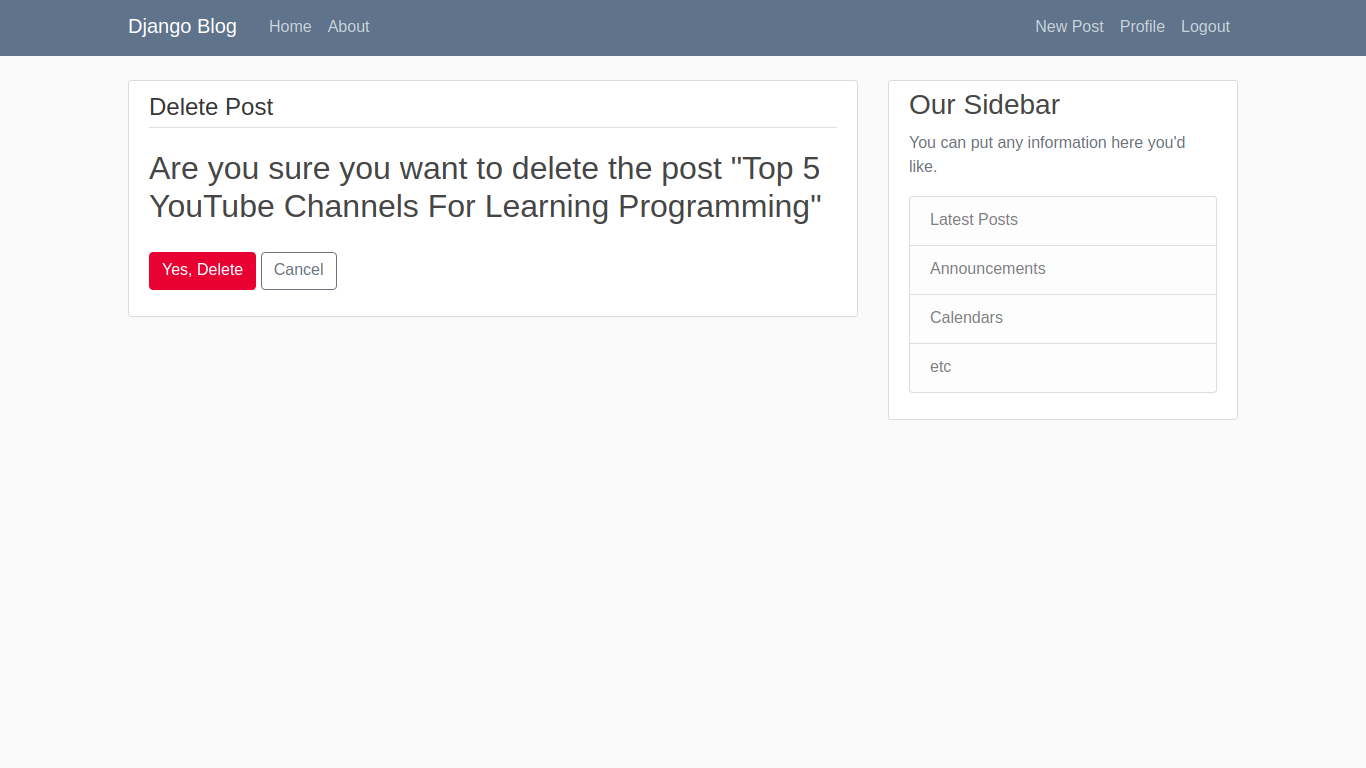 Django Blog Home About New Post Profile Logout
Delete Post
Are you sure you want to delete the post "Top 5
YouTube Channels For Learning Programming"
Yes, Delete Cancel
Our Sidebar
You can put any information here you'd
like.
Latest Posts
Announcements
Calendars
etc